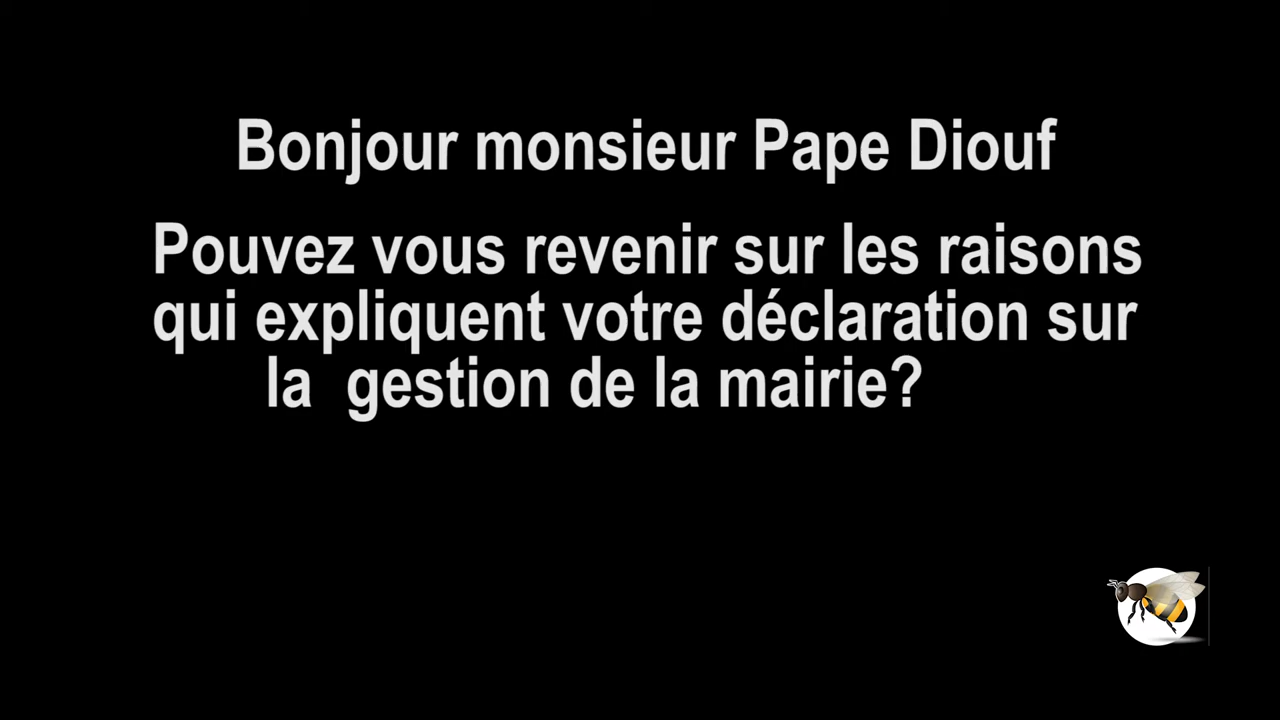 Bonjour monsieur Pape Diouf
Pouvez vous revenir sur les raisons
qui expliquent votre déclaration sur
la gestion de la mairie?